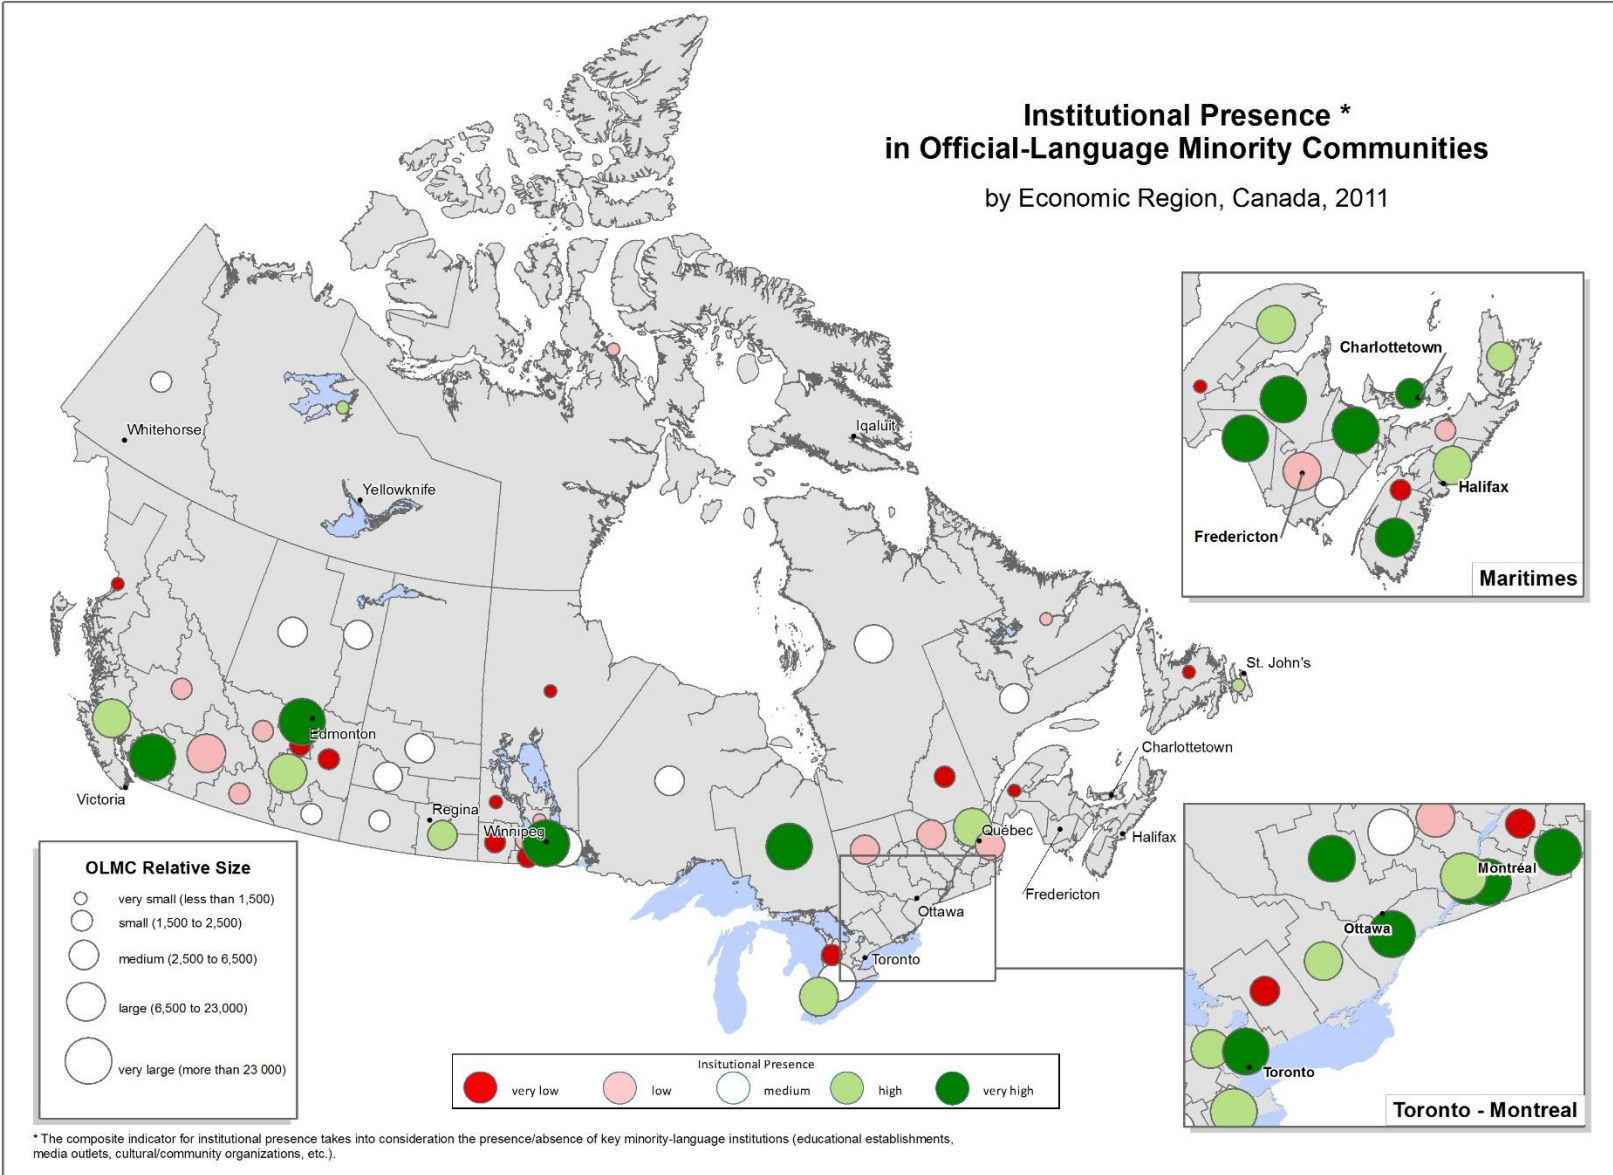 Institutional Presence *
in Official-Language Minority Communities
by Economic Region, Canada, 2011
Charlottetown
Halifax
Fredericton
Maritimes
Whitehorse
Iqaluit
Yellowknife
St. John's
Edmonton
Charlottetown
Victoria
Regina
Winnipeg
Québec
Halifax
Fredericton
Ottawa
Toronto
Montréal
Ottawa
Toronto
Toronto - Montreal
OLMC Relative Size
very small (less than 1,500)
small (1,500 to 2,500)
medium (2,500 to 6,500)
large (6,500 to 23,000)
very large (more than 23 000)
Insitutional Presence
very low
low
medium
high
very high
* The composite indicator for institutional presence takes into consideration the presence/absence of key minority-language institutions (educational establishments,
media outlets, cultural/community organizations, etc.).